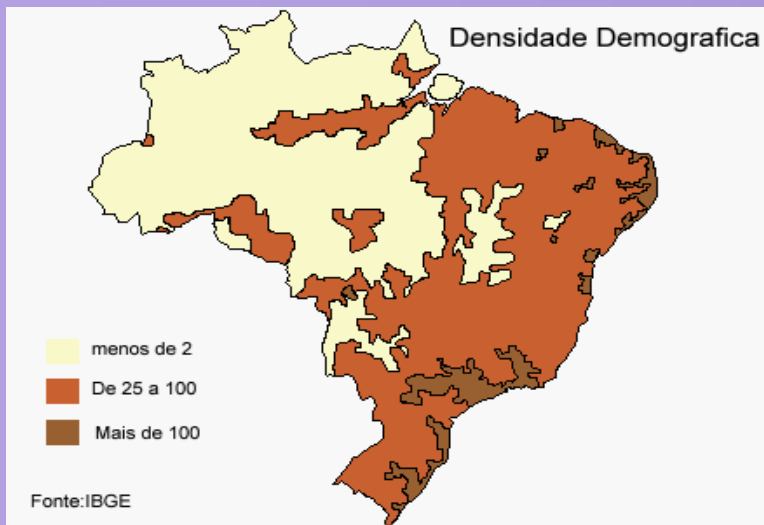 Densidade Demografica
menos de 2
De 25 a 100
Mais de 100
Fonte:IBGE